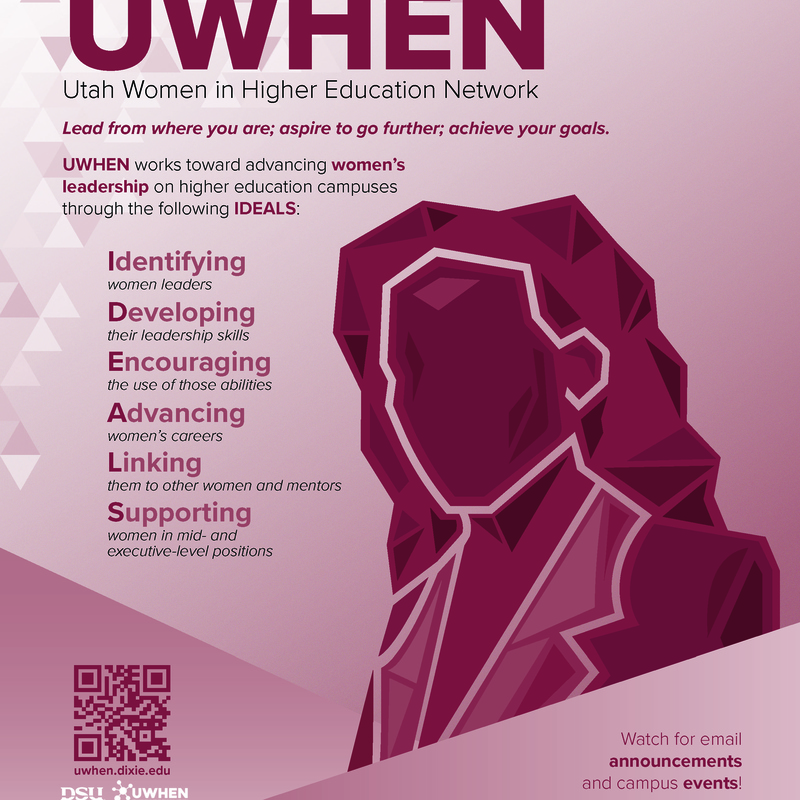 UWHEN
Utah Women in Higher Education Network
Lead from where you are; aspire to go further; achieve your goals.
UWHEN works toward advancing women's
leadership on higher education campuses
through the following IDEALS:
Identifying
women leaders
Developing
their leadership skills
Encouraging
the use of those abilities
Advancing
women's careers
Linking
them to other women and mentors
Supporting
women in mid- and
executive-level positions
uwhen.dixie.edu
DSU UWHEN
Watch for email
announcements
and campus events!